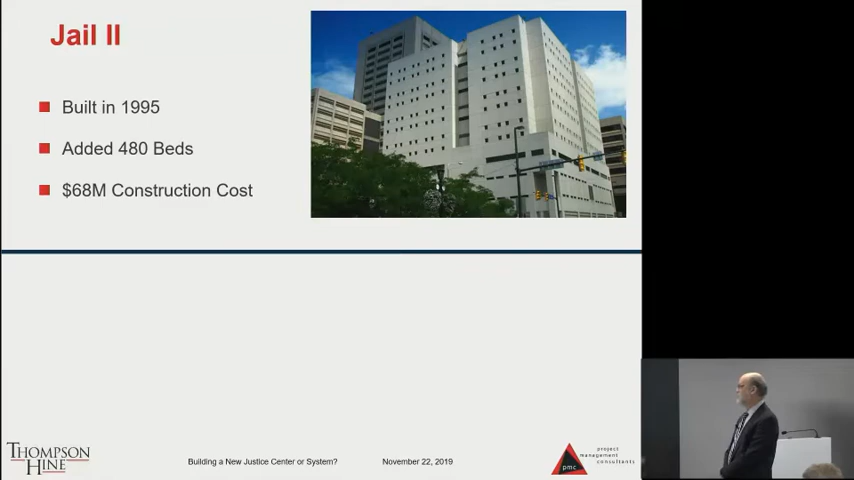 Jail II
Built in 1995
Added 480 Beds
$68M Construction Cost
THOMPSON
HINE
Building a New Justice Center or System?
November 22, 2019
pmc
project
management
consultants